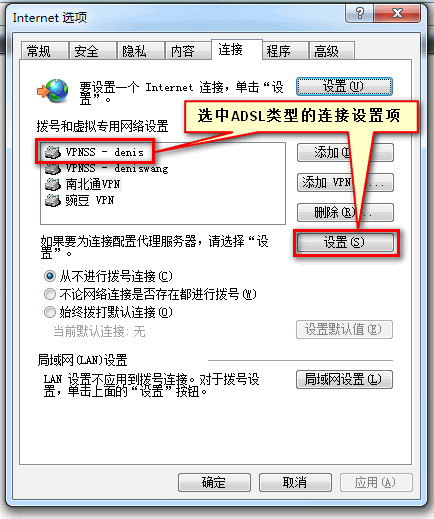 Internet 选项
常规 安全 隐私 内容 连接 程序 高级
要设置一个 Internet 连接，单击“设
置”。
设置(U)
选中ADSL类型的连接设置项
拨号和虚拟专用网络设置
VPNSS - denis
VPNSS - deniswang
南北通VPN
豌豆 VPN
添加
添加 VPN ...
删除(R)...
如果要为连接配置代理服务器，请选择“设
置”。
设置(S)
从不进行拨号连接(C)
不论网络连接是否存在都进行拨号(W)
始终拨打默认连接(O)
当前默认连接: 无
设置默认值(E)
局域网(LAN)设置
LAN 设置不应用到拨号连接。对于拨号设
置，单击上面的“设置”按钮。
局域网设置(L)
确定 取消 应用(A)